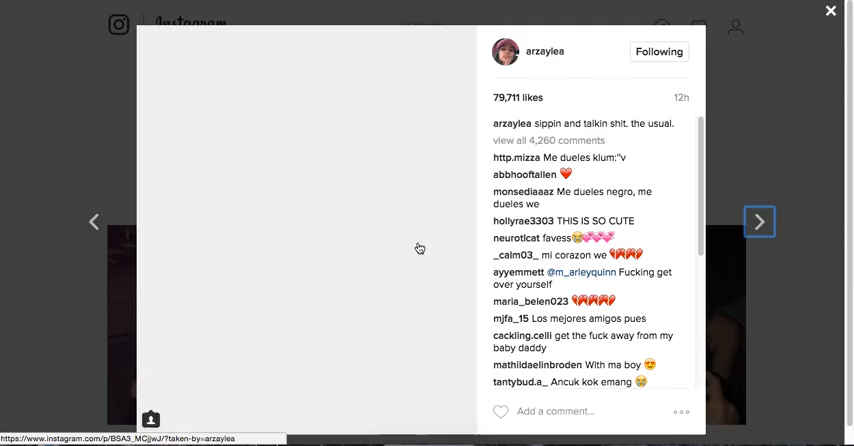 Instagram
arzaylea
Following
79,711 likes
12h
arzaylea sippin and talkin shit. the usual.
view all 4,260 comments
http.mizza Me dueles klum:"v
abbhooftallen ❤️
monsediaaaz Me dueles negro, me
dueles we
hollyrae3303 THIS IS SO CUTE
neurotlcat favess😭💞💞💞
_calm03_ mi corazon we 💔💔💔
ayyemmett @m_arleyquinn Fucking get
over yourself
maria_belen023 💔💔💔💔
mjfa_15 Los mejores amigos pues
cackling.celli get the fuck away from my
baby daddy
mathildaelinbroden With ma boy 😍
tantybud.a_ Ancuk kok emang 😭
Add a comment...
https://www.instagram.com/p/BSA3_MCjjwJ/?taken-by=arzaylea